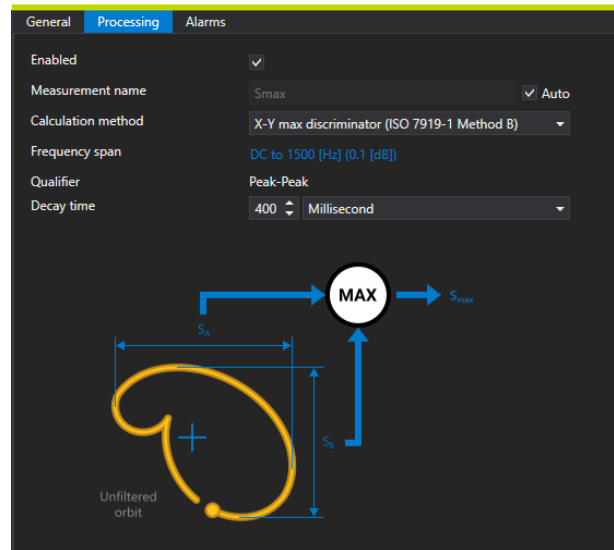 General Processing Alarms
Enabled
Measurement name Smax Auto
Calculation method X-Y max discriminator (ISO 7919-1 Method B)
Frequency span DC to 1500 [Hz] (0.1 [dB])
Qualifier Peak-Peak
Decay time 400 Millisecond
MAX Smax
SA
SB
Unfiltered
orbit